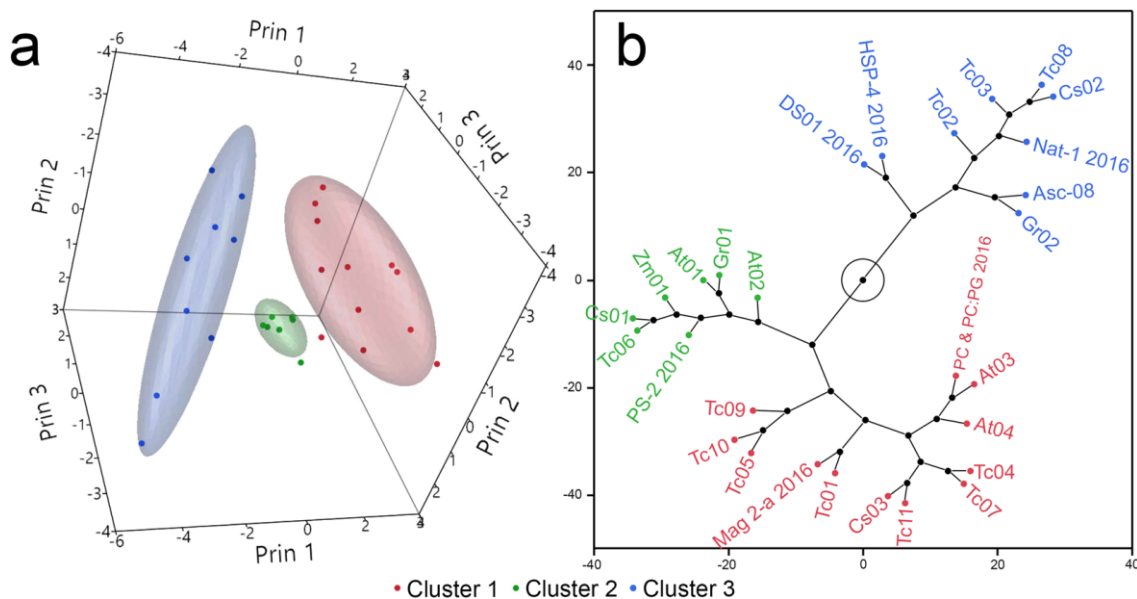 a
Prin 1
-6
-4
-2
0
2
4
-4
-3
-2
-1
0
1
2
3
Prin 2
Prin 3
2
1
0
-1
-2
-3
-4
-4
-3
-2
-1
0
1
2
3
Prin 2
2
1
0
-1
-2
-3
-4
Prin 3
-6
-4
-2
0
2
Prin 1
b
40
20
0
-20
-40
-40
-20
0
20
40
HSP-4 2016
DS01 2016
Tc03
Tc08
Cs02
Tc02
Nat-1 2016
Asc-08
Gr02
Zm01
At01
Gr01
At02
Cs01
Tc06
PS-2 2016
PC & PC:PG 2016
At03
At04
Tc09
Tc10
Tc05
Mag 2-a 2016
Tc01
Cs03
Tc11
Tc04
Tc07
Cluster 1 Cluster 2 Cluster 3